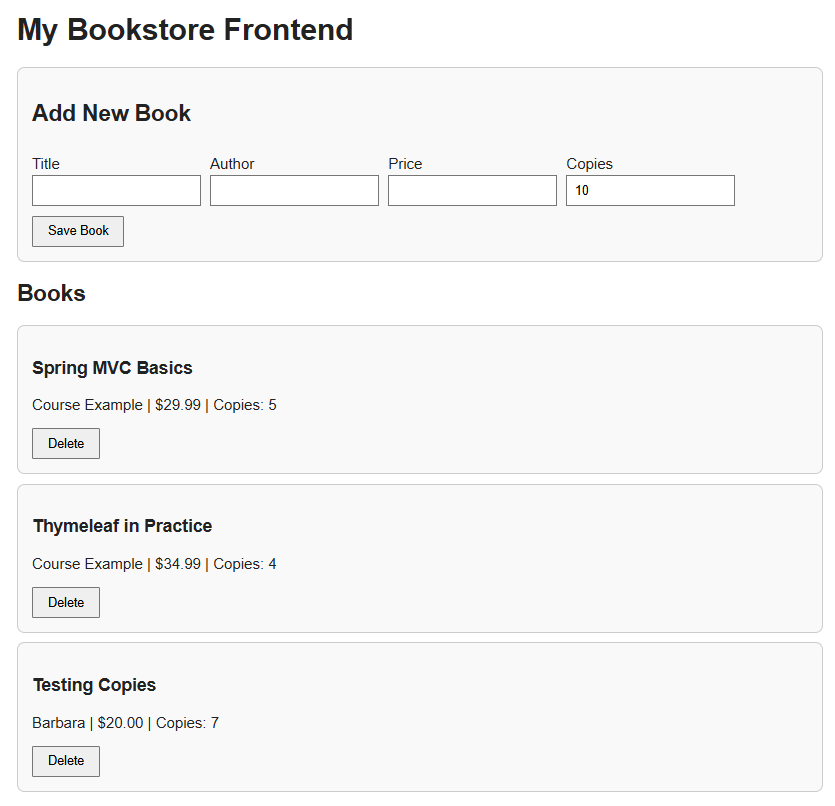 My Bookstore Frontend
Add New Book
Title Author Price Copies
10
Save Book
Books
Spring MVC Basics
Course Example | $29.99 | Copies: 5
Delete
Thymeleaf in Practice
Course Example | $34.99 | Copies: 4
Delete
Testing Copies
Barbara | $20.00 | Copies: 7
Delete